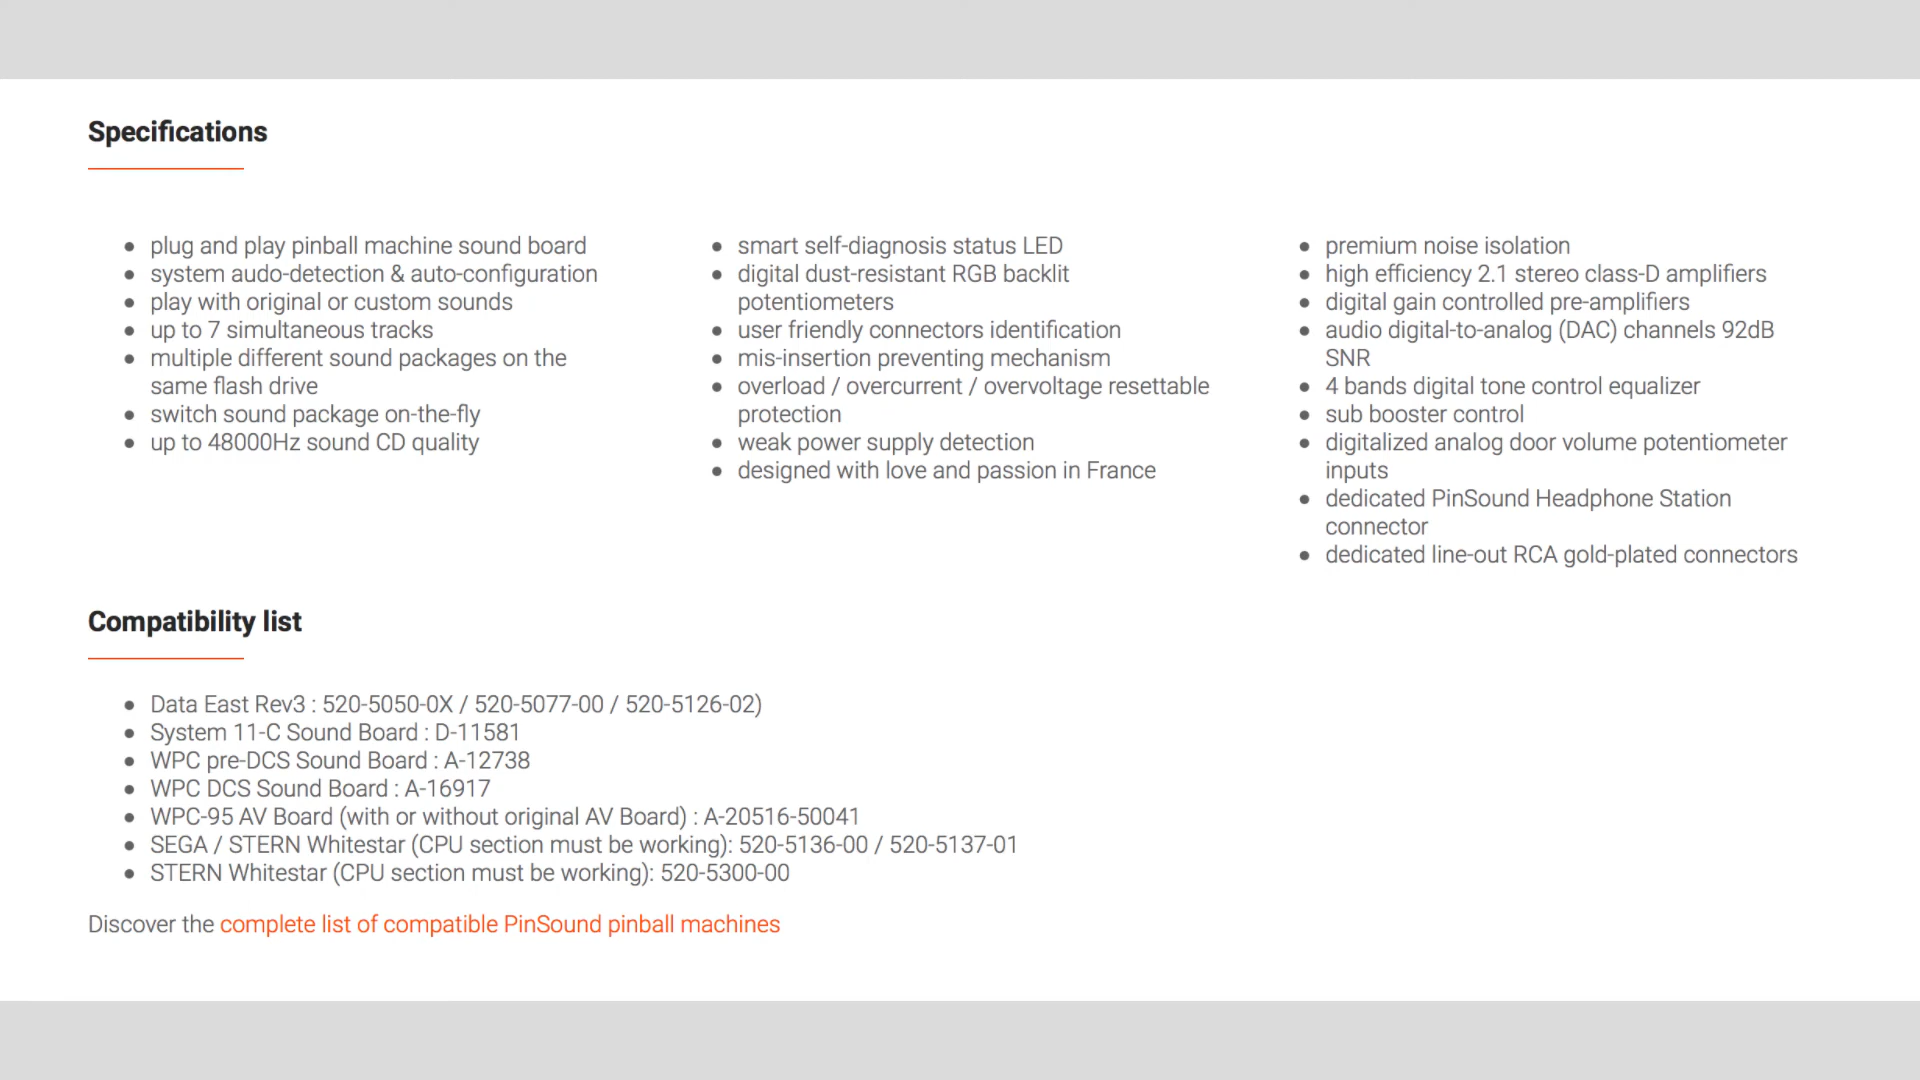 Specifications
plug and play pinball machine sound board
system audo-detection & auto-configuration
play with original or custom sounds
up to 7 simultaneous tracks
multiple different sound packages on the
same flash drive
switch sound package on-the-fly
up to 48000Hz sound CD quality
smart self-diagnosis status LED
digital dust-resistant RGB backlit
potentiometers
user friendly connectors identification
mis-insertion preventing mechanism
overload / overcurrent / overvoltage resettable
protection
weak power supply detection
designed with love and passion in France
premium noise isolation
high efficiency 2.1 stereo class-D amplifiers
digital gain controlled pre-amplifiers
audio digital-to-analog (DAC) channels 92dB
SNR
4 bands digital tone control equalizer
sub booster control
digitalized analog door volume potentiometer
inputs
dedicated PinSound Headphone Station
connector
dedicated line-out RCA gold-plated connectors
Compatibility list
Data East Rev3 : 520-5050-0X / 520-5077-00 / 520-5126-02)
System 11-C Sound Board : D-11581
WPC pre-DCS Sound Board : A-12738
WPC DCS Sound Board : A-16917
WPC-95 AV Board (with or without original AV Board) : A-20516-50041
SEGA / STERN Whitestar (CPU section must be working): 520-5136-00 / 520-5137-01
STERN Whitestar (CPU section must be working): 520-5300-00
Discover the complete list of compatible PinSound pinball machines